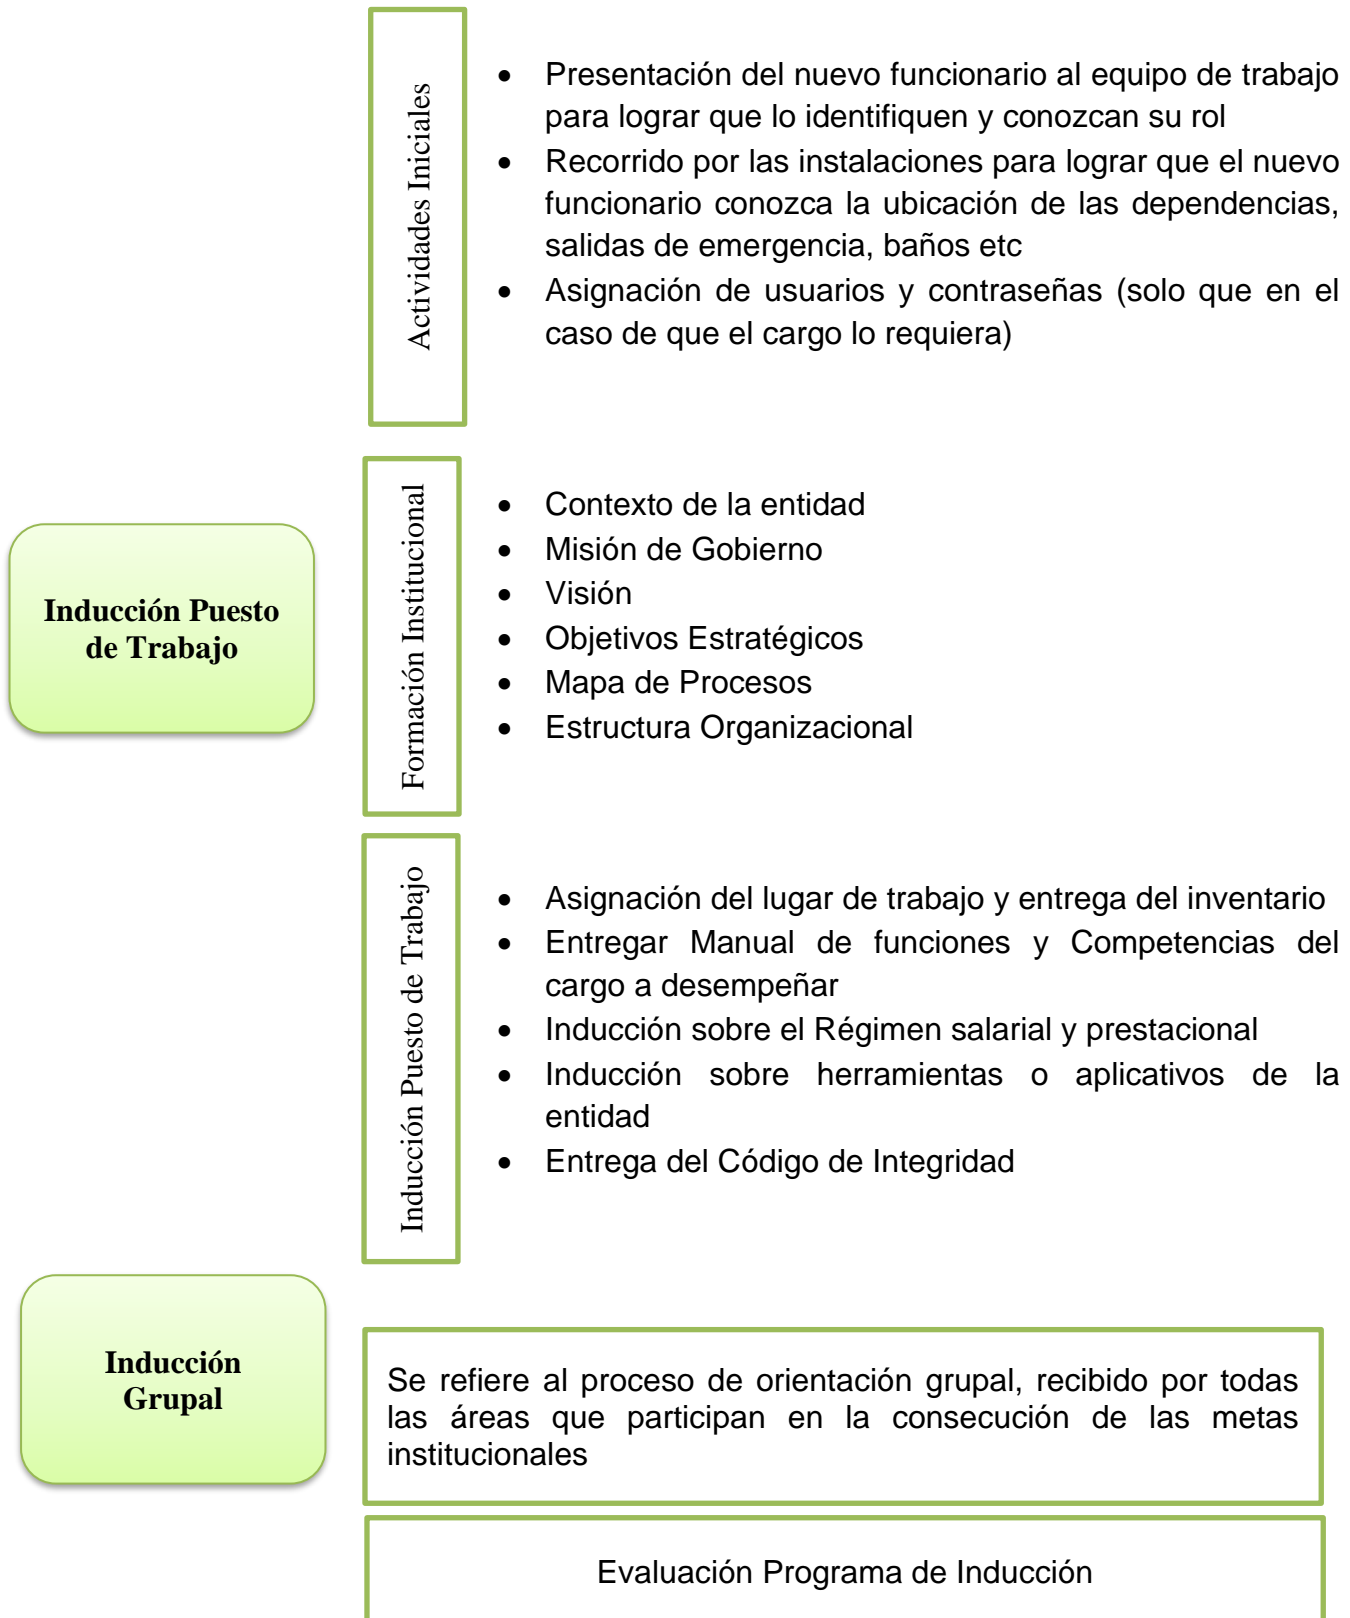 Actividades Iniciales
• Presentación del nuevo funcionario al equipo de trabajo
para lograr que lo identifiquen y conozcan su rol
• Recorrido por las instalaciones para lograr que el nuevo
funcionario conozca la ubicación de las dependencias,
salidas de emergencia, baños etc
• Asignación de usuarios y contraseñas (solo que en el
caso de que el cargo lo requiera)
Inducción Puesto
de Trabajo
Formación Institucional
• Contexto de la entidad
• Misión de Gobierno
• Visión
• Objetivos Estratégicos
• Mapa de Procesos
• Estructura Organizacional
Inducción Puesto de Trabajo
• Asignación del lugar de trabajo y entrega del inventario
• Entregar Manual de funciones y Competencias del
cargo a desempeñar
• Inducción sobre el Régimen salarial y prestacional
• Inducción sobre herramientas o aplicativos de la
entidad
• Entrega del Código de Integridad
Inducción
Grupal
Se refiere al proceso de orientación grupal, recibido por todas
las áreas que participan en la consecución de las metas
institucionales
Evaluación Programa de Inducción